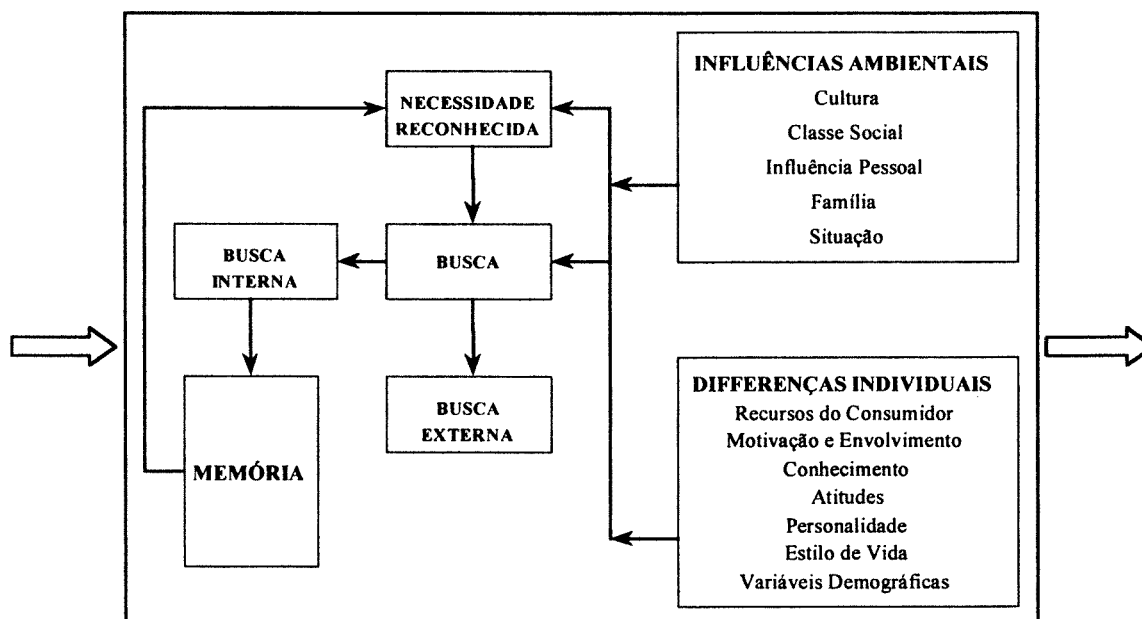 NECESSIDADE
RECONHECIDA
BUSCA
INTERNA
BUSCA
BUSCA
EXTERNA
MEMÓRIA
INFLUÊNCIAS AMBIENTAIS
Cultura
Classe Social
Influência Pessoal
Família
Situação
DIFFERENÇAS INDIVIDUAIS
Recursos do Consumidor
Motivação e Envolvimento
Conhecimento
Atitudes
Personalidade
Estilo de Vida
Variáveis Demográficas